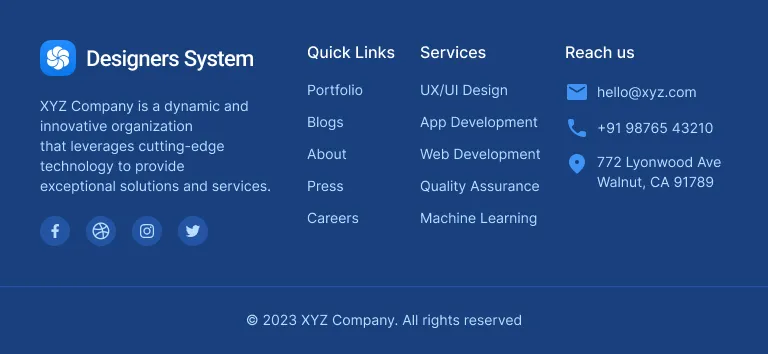 Designers System
XYZ Company is a dynamic and
innovative organization
that leverages cutting-edge
technology to provide
exceptional solutions and services.
Quick Links
Portfolio
Blogs
About
Press
Careers
Services
UX/UI Design
App Development
Web Development
Quality Assurance
Machine Learning
Reach us
hello@xyz.com
+91 98765 43210
772 Lyonwood Ave
Walnut, CA 91789
© 2023 XYZ Company. All rights reserved